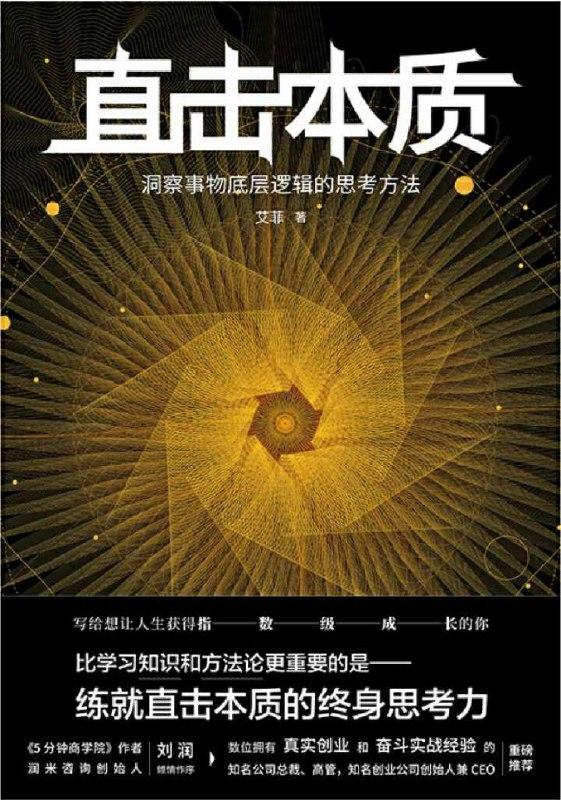 直击本质
洞察事物底层逻辑的思考方法
艾菲 著
写给想让人生获得指——数——级——成——长的你
比学习知识和方法论更重要的是——
练就直击本质的终身思考力
《5分钟商学院》作者
润米咨询创始人
刘润
倾情作序
数位拥有 真实创业 和 奋斗实战经验 的
知名公司总裁、高管，知名创业公司创始人兼CEO
重磅
推荐